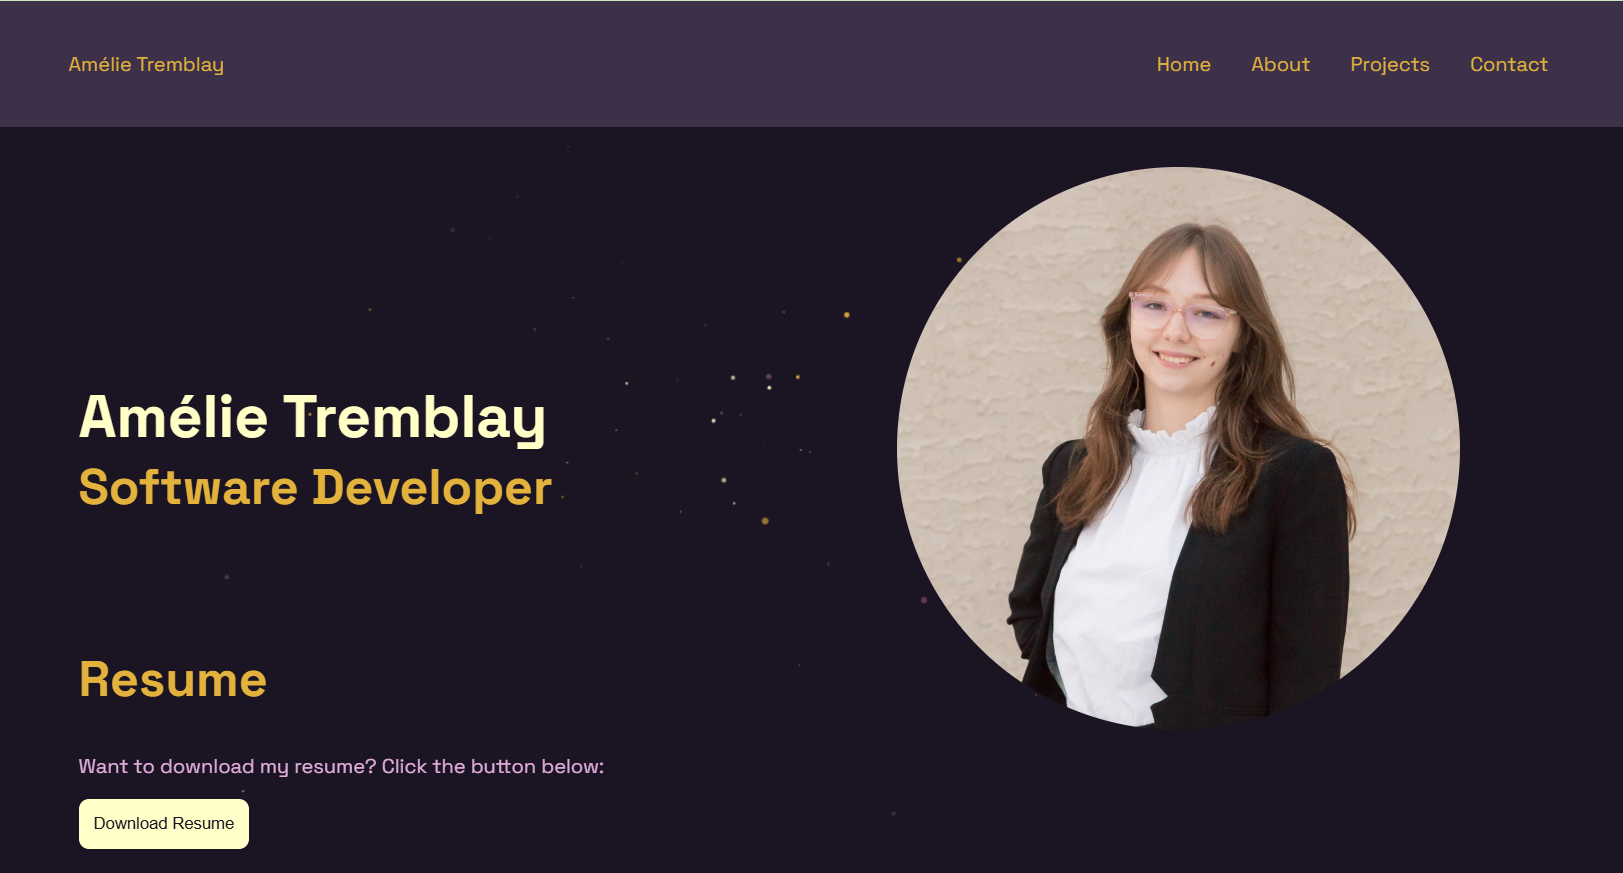 Amélie Tremblay
Home About Projects Contact
Amélie Tremblay
Software Developer
Resume
Want to download my resume? Click the button below:
Download Resume